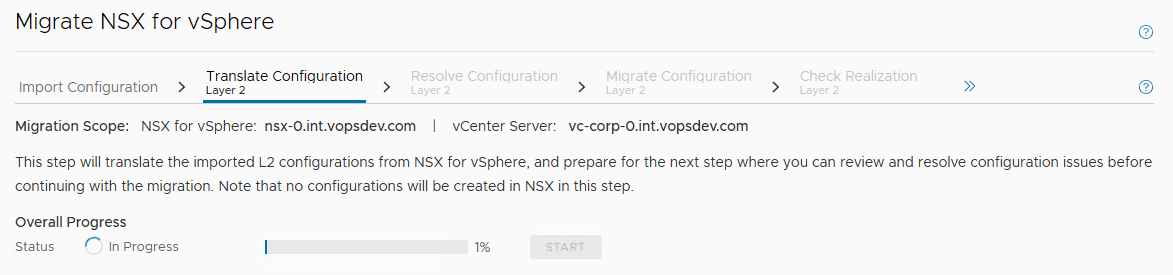 Migrate NSX for vSphere
Import Configuration > Translate Configuration > Resolve Configuration > Migrate Configuration > Check Realization »
Layer 2 Layer 2 Layer 2 Layer 2
Migration Scope: NSX for vSphere: nsx-0.int.vopsdev.com | vCenter Server: vc-corp-0.int.vopsdev.com
This step will translate the imported L2 configurations from NSX for vSphere, and prepare for the next step where you can review and resolve configuration issues before
continuing with the migration. Note that no configurations will be created in NSX in this step.
Overall Progress
Status In Progress 1% START